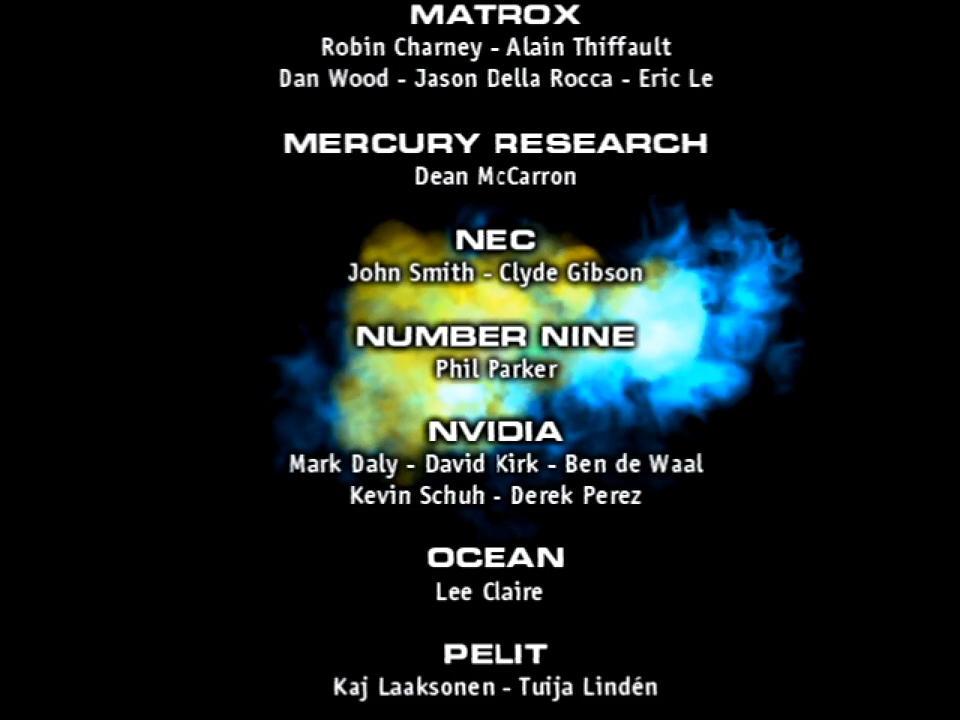 MATROX
Robin Charney - Alain Thiffault
Dan Wood - Jason Della Rocca - Eric Le
MERCURY RESEARCH
Dean McCarron
NEC
John Smith - Clyde Gibson
NUMBER NINE
Phil Parker
NVIDIA
Mark Daly - David Kirk - Ben de Waal
Kevin Schuh - Derek Perez
OCEAN
Lee Claire
PELIT
Kaj Laaksonen - Tuija Lindén